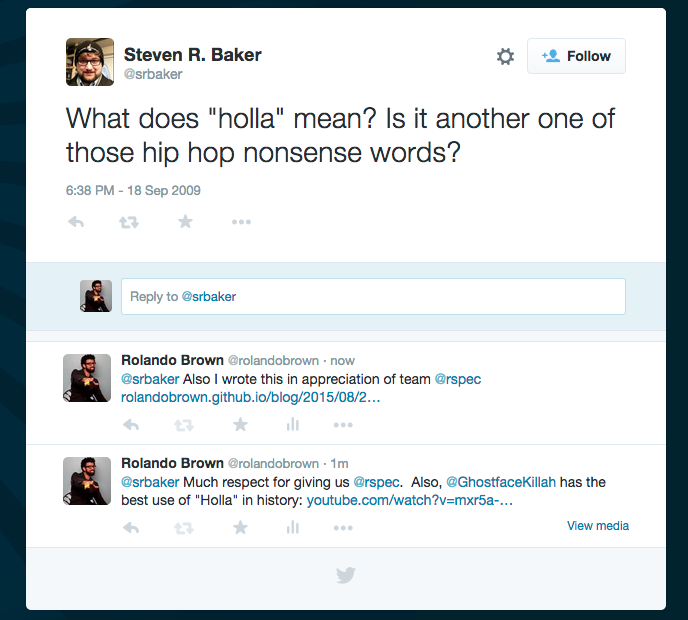 Steven R. Baker
@srbaker
Follow
What does "holla" mean? Is it another one of
those hip hop nonsense words?
6:38 PM - 18 Sep 2009
Reply to @srbaker
Rolando Brown @rolandobrown · now
@srbaker Also I wrote this in appreciation of team @rspec
rolandobrown.github.io/blog/2015/08/2…
Rolando Brown @rolandobrown · 1m
@srbaker Much respect for giving us @rspec.  Also, @GhostfaceKillah has the
best use of "Holla" in history: youtube.com/watch?v=mxr5a-…
View media